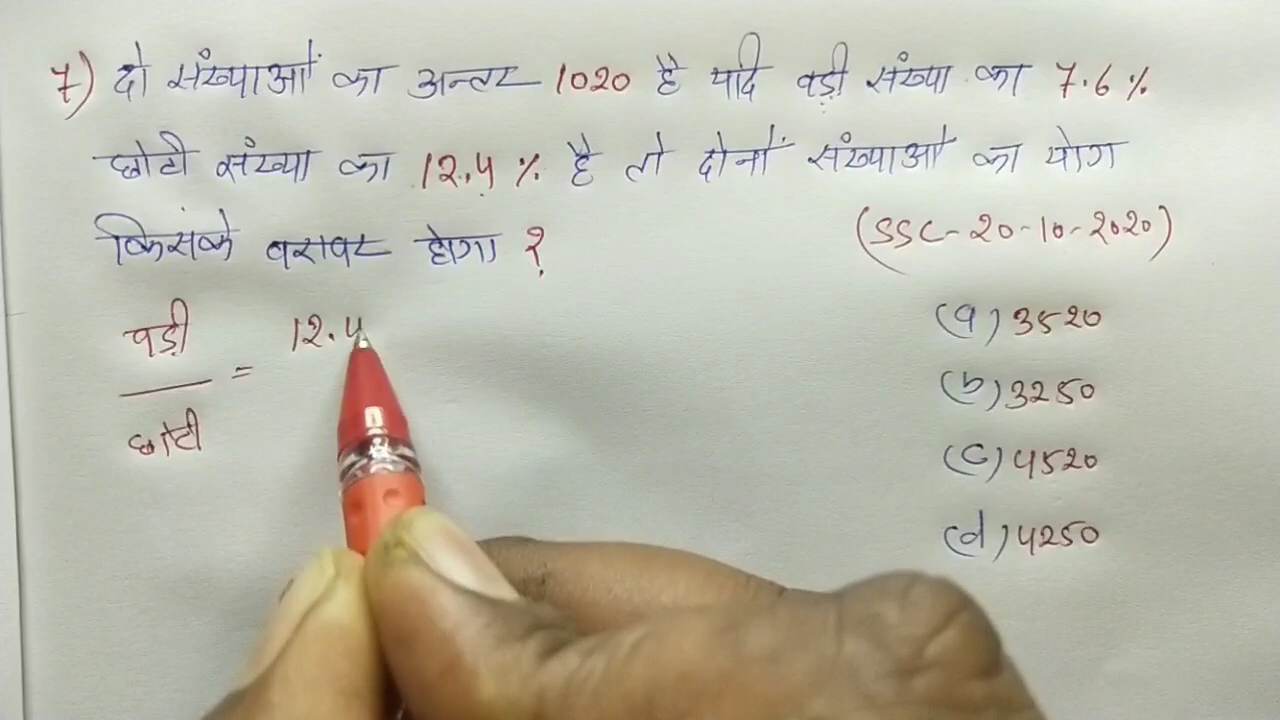 7) दो संख्याओं का अन्तर 1020 है यदि बड़ी संख्या का 7.6%
छोटी संख्या का 12.4% है तो दोनों संख्याओं का योग
किसके बराबर होगा ?
(SSC-20-10-2020)
बड़ी
छोटी
= 12.4
(a) 3520
(b) 3250
(c) 4520
(d) 4250